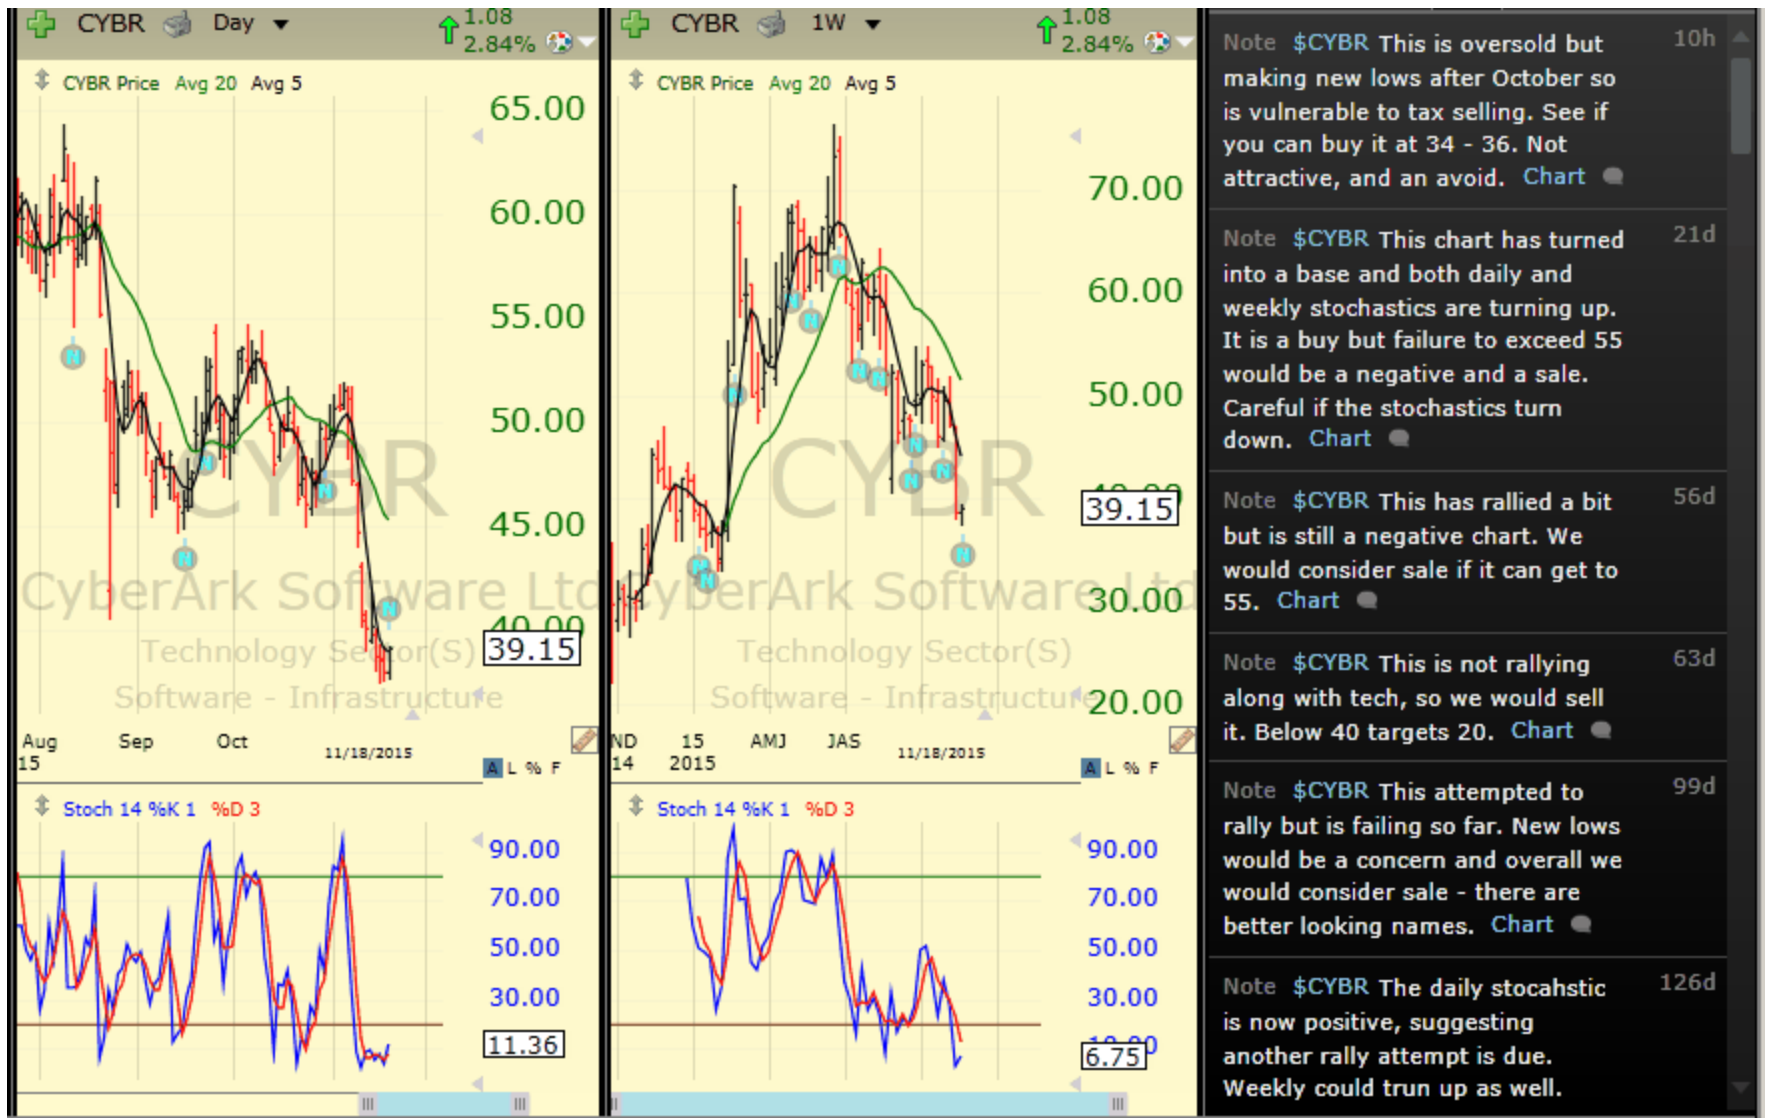 CYBR Day 1.08
2.84%
CYBR Price Avg 20 Avg 5
65.00
60.00
55.00
50.00
45.00
40.00
39.15
CYBR
CyberArk Software Ltd
Technology Sector(S)
Software - Infrastructure
Aug Sep Oct 11/18/2015
15
A L % F
Stoch 14 %K 1 %D 3
90.00
70.00
50.00
30.00
11.36
CYBR 1W 1.08
2.84%
CYBR Price Avg 20 Avg 5
70.00
60.00
50.00
40.00
39.15
30.00
20.00
CYBR
CyberArk Software Ltd
Technology Sector(S)
Software - Infrastructure
ND 15 AMJ JAS 11/18/2015
14 2015
A L % F
Stoch 14 %K 1 %D 3
90.00
70.00
50.00
30.00
10.00
6.75
Note $CYBR This is oversold but 10h
making new lows after October so
is vulnerable to tax selling. See if
you can buy it at 34 - 36. Not
attractive, and an avoid. Chart
Note $CYBR This chart has turned 21d
into a base and both daily and
weekly stochastics are turning up.
It is a buy but failure to exceed 55
would be a negative and a sale.
Careful if the stochastics turn
down. Chart
Note $CYBR This has rallied a bit 56d
but is still a negative chart. We
would consider sale if it can get to
55. Chart
Note $CYBR This is not rallying 63d
along with tech, so we would sell
it. Below 40 targets 20. Chart
Note $CYBR This attempted to 99d
rally but is failing so far. New lows
would be a concern and overall we
would consider sale - there are
better looking names. Chart
Note $CYBR The daily stocahstic 126d
is now positive, suggesting
another rally attempt is due.
Weekly could trun up as well.